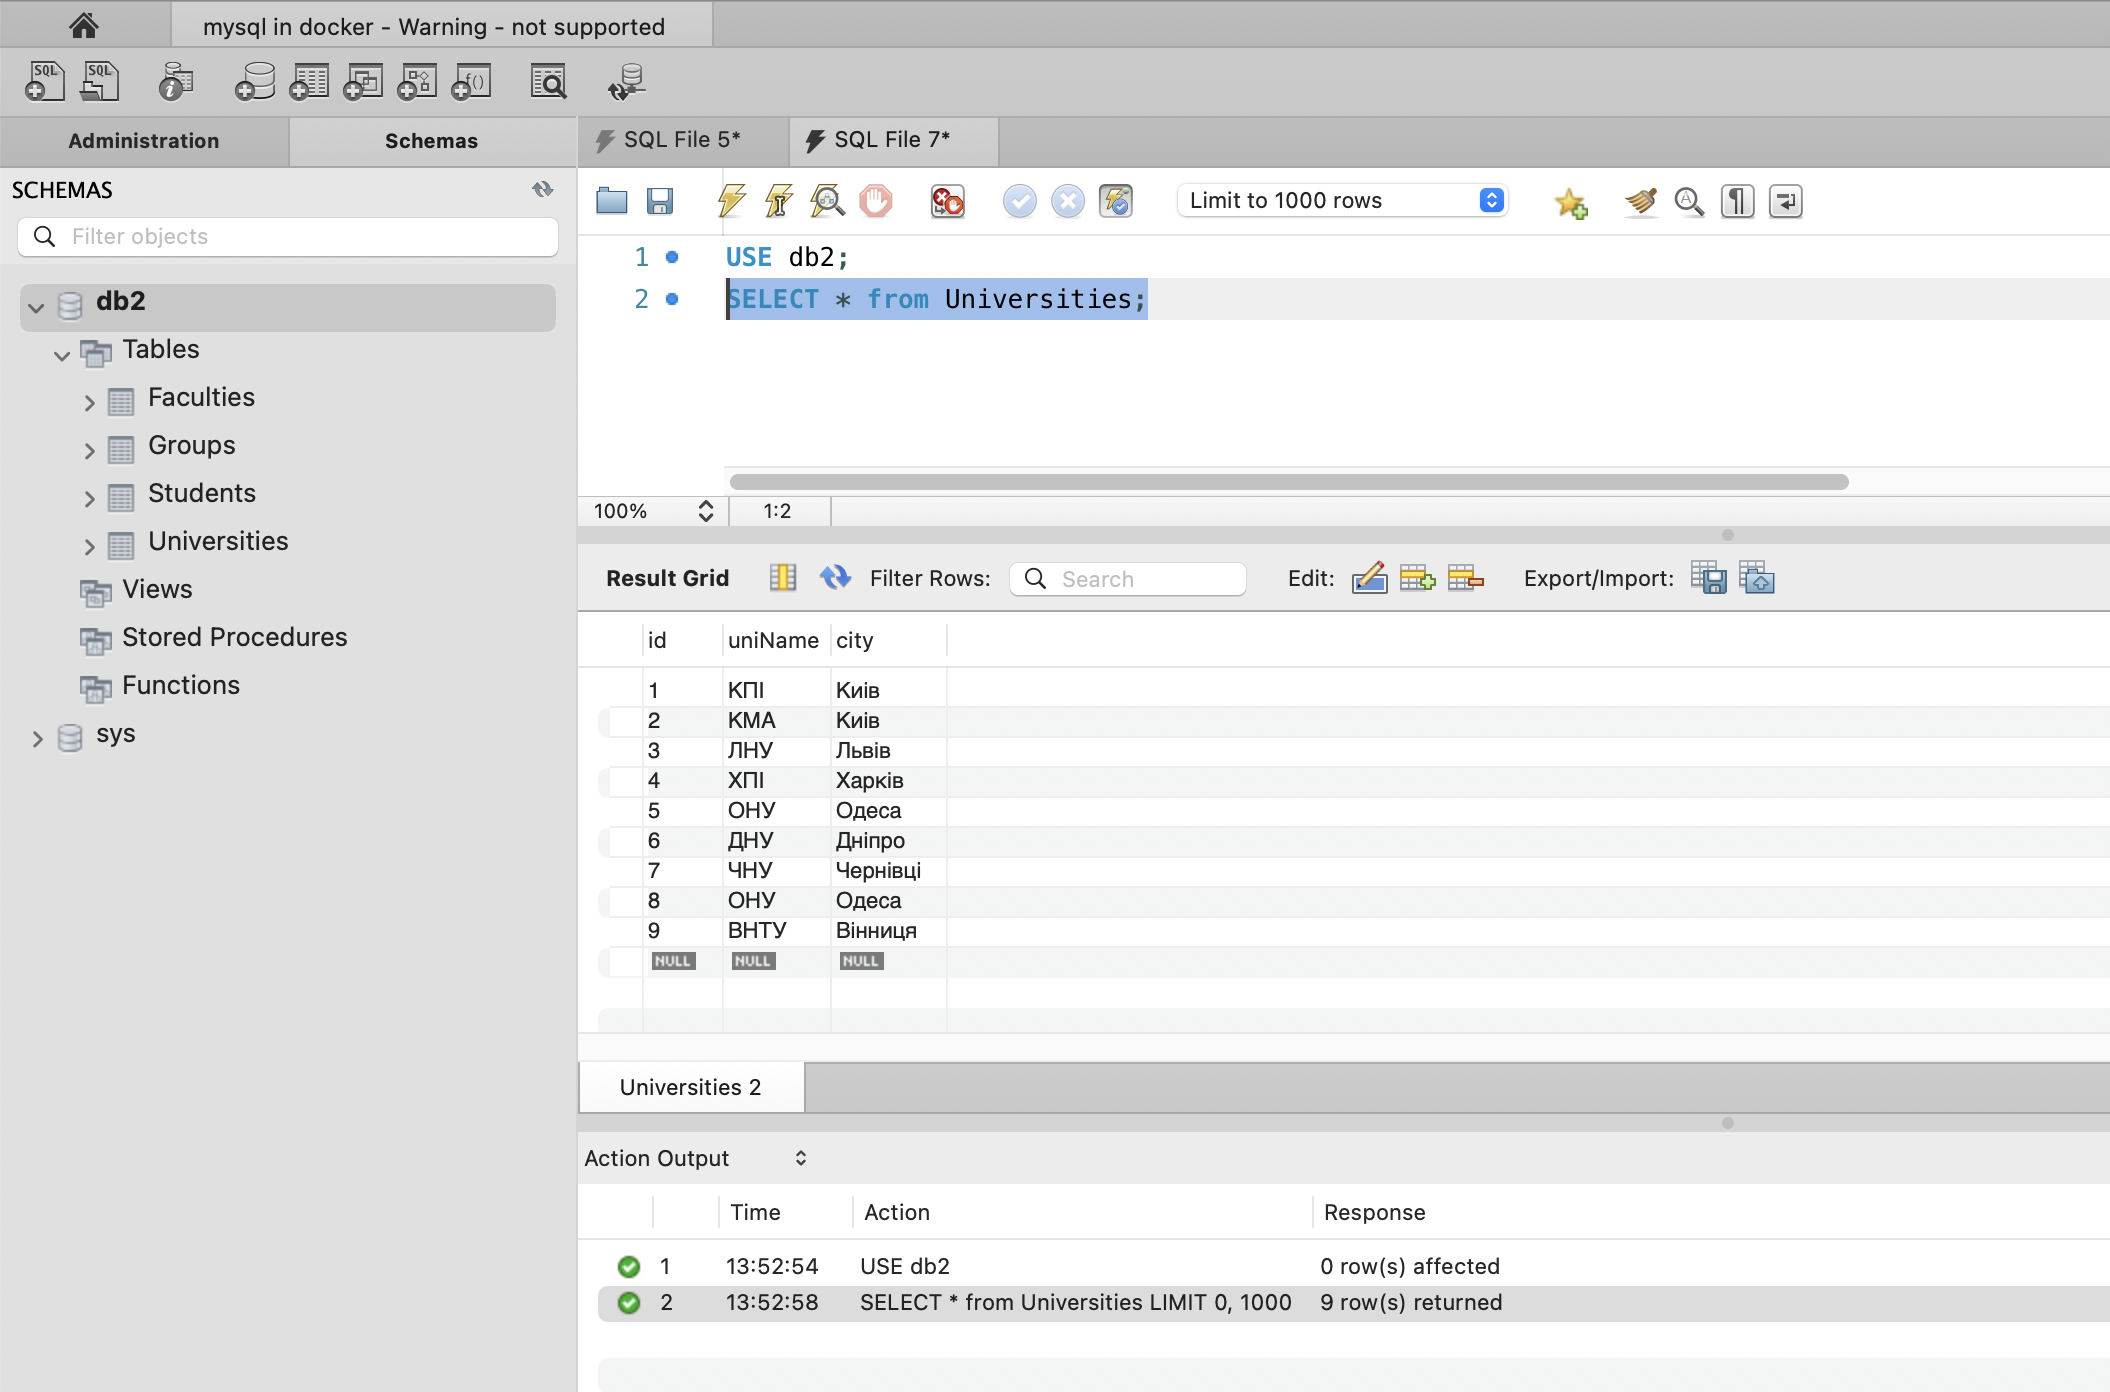 mysql in docker - Warning - not supported
SQL SQL f()
Administration Schemas
SQL File 5* SQL File 7*
SCHEMAS
Filter objects
db2
Tables
Faculties
Groups
Students
Universities
Views
Stored Procedures
Functions
sys
Limit to 1000 rows
1 USE db2;
2 SELECT * from Universities;
100% 1:2
Result Grid Filter Rows: Search Edit: Export/Import:
id uniName city
1 КПІ Київ
2 КМА Київ
3 ЛНУ Львів
4 ХПІ Харків
5 ОНУ Одеса
6 ДНУ Дніпро
7 ЧНУ Чернівці
8 ОНУ Одеса
9 ВНТУ Вінниця
NULL NULL NULL
Universities 2
Action Output
Time Action Response
1 13:52:54 USE db2 0 row(s) affected
2 13:52:58 SELECT * from Universities LIMIT 0, 1000 9 row(s) returned